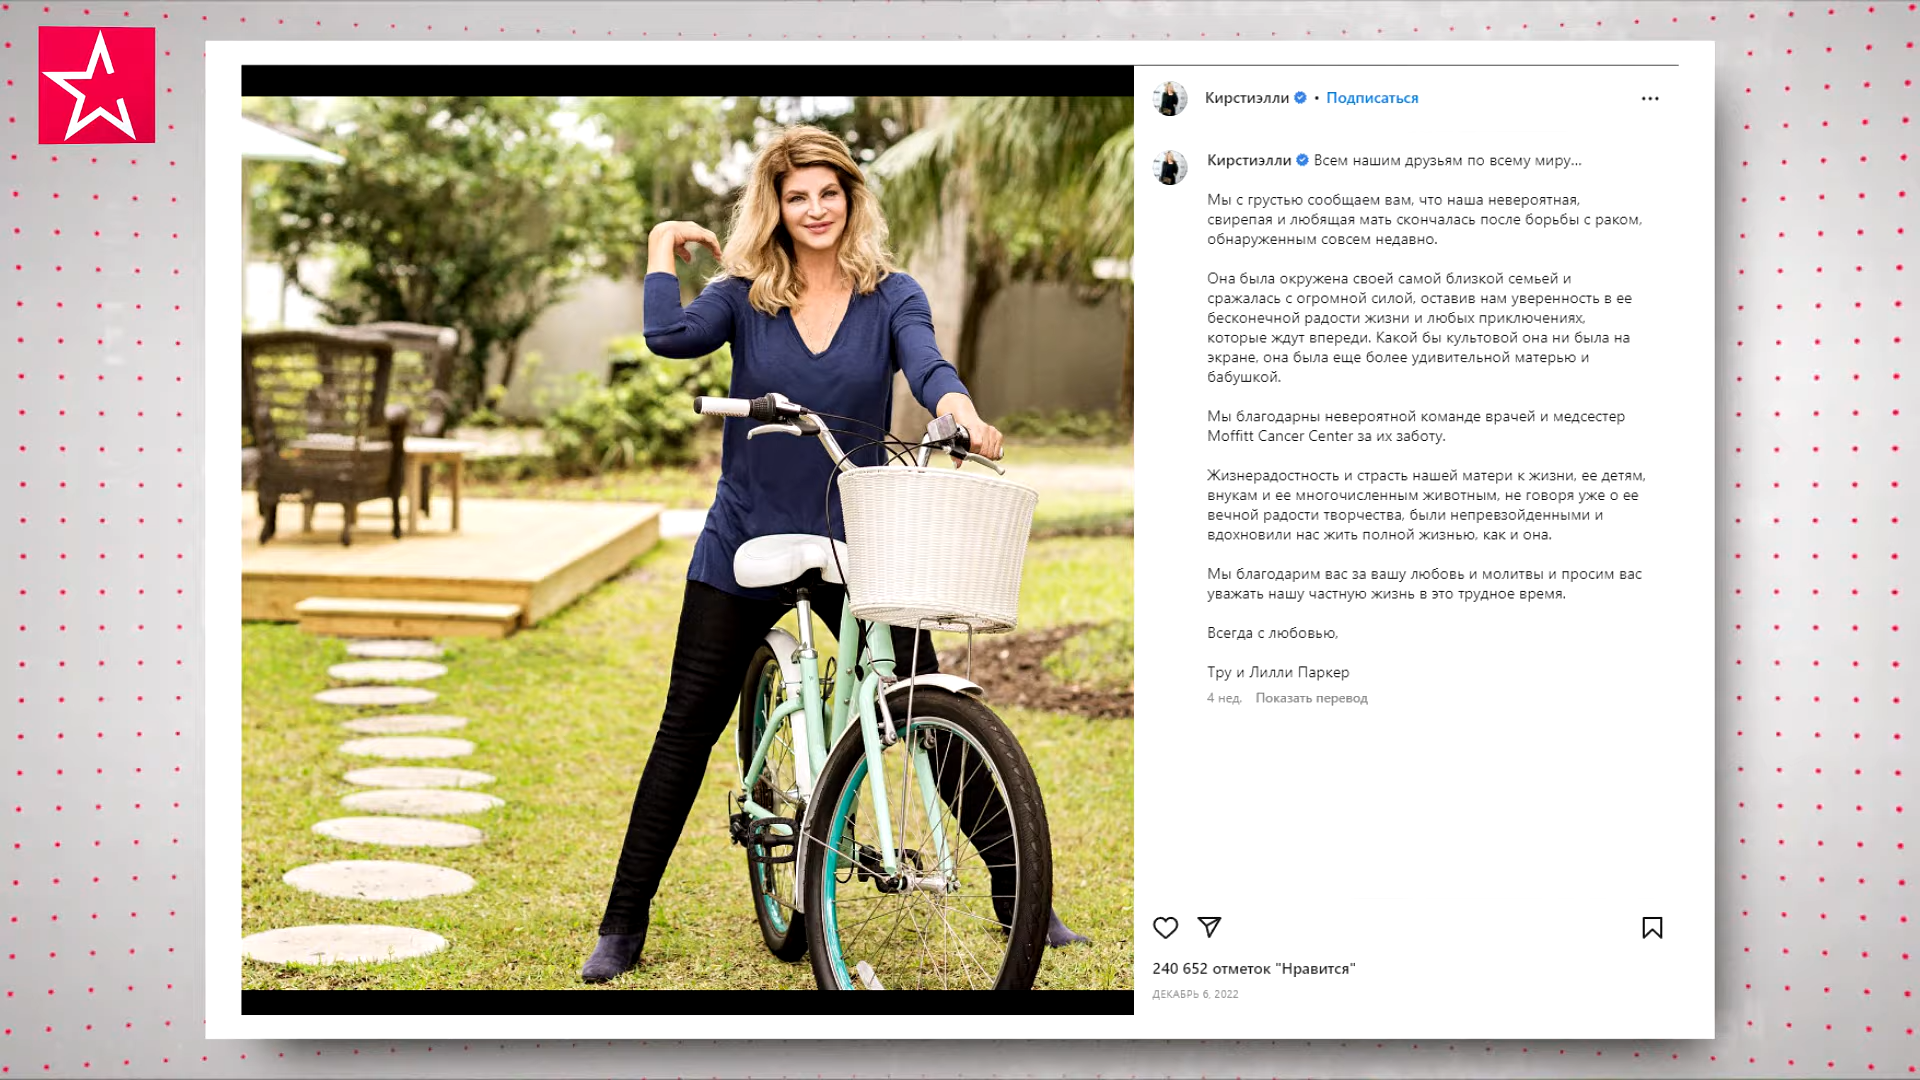 Кирстиэлли • Подписаться
Кирстиэлли Всем нашим друзьям по всему миру...
Мы с грустью сообщаем вам, что наша невероятная,
свирепая и любящая мать скончалась после борьбы с раком,
обнаруженным совсем недавно.
Она была окружена своей самой близкой семьей и
сражалась с огромной силой, оставив нам уверенность в ее
бесконечной радости жизни и любых приключениях,
которые ждут впереди. Какой бы культовой она ни была на
экране, она была еще более удивительной матерью и
бабушкой.
Мы благодарны невероятной команде врачей и медсестер
Moffitt Cancer Center за их заботу.
Жизнерадостность и страсть нашей матери к жизни, ее детям,
внукам и ее многочисленным животным, не говоря уже о ее
вечной радости творчества, были непревзойденными и
вдохновили нас жить полной жизнью, как и она.
Мы благодарим вас за вашу любовь и молитвы и просим вас
уважать нашу частную жизнь в это трудное время.
Всегда с любовью,
Тру и Лилли Паркер
4 нед. Показать перевод
240 652 отметок "Нравится"
ДЕКАБРЬ 6, 2022